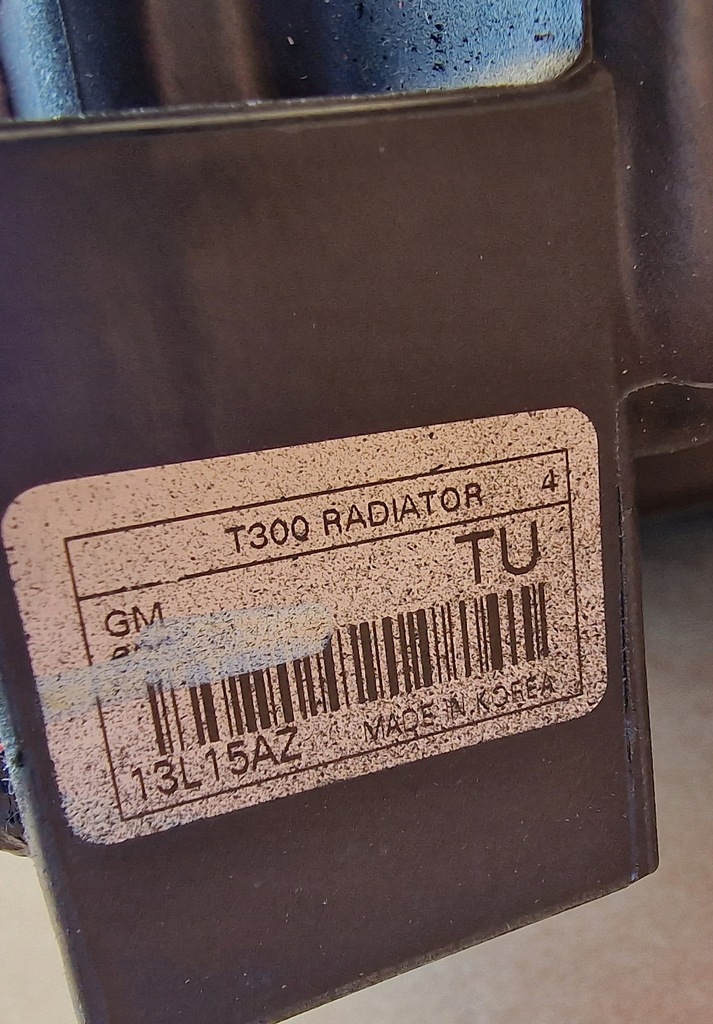 T300 RADIATOR 4
TU
GM
13L15AZ MADE IN KOREA